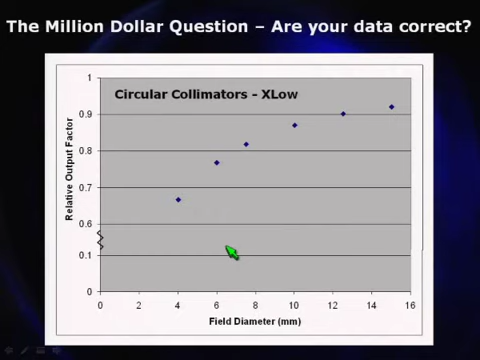 The Million Dollar Question – Are your data correct?
Circular Collimators - XLow
Relative Output Factor
1
0.9
0.8
0.7
0.6
0.1
0
0 2 4 6 8 10 12 14 16
Field Diameter (mm)